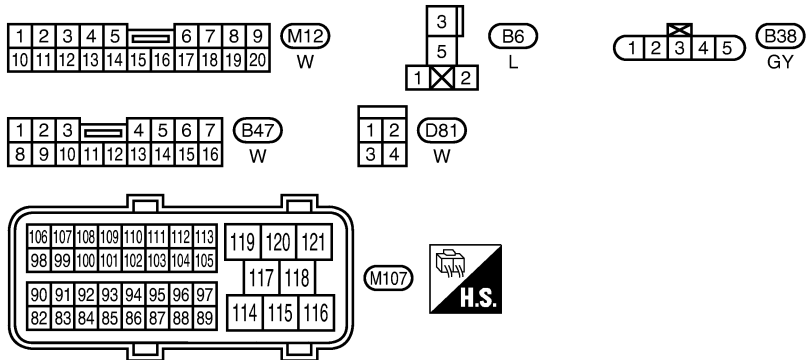 1 2 3 4 5 6 7 8 9
10 11 12 13 14 15 16 17 18 19 20
M12
W
3
5
1 2
B6
L
1 2 3 4 5
B38
GY
1 2 3 4 5 6 7
8 9 10 11 12 13 14 15 16
B47
W
1 2
3 4
D81
W
106 107 108 109 110 111 112 113
98 99 100 101 102 103 104 105
90 91 92 93 94 95 96 97
82 83 84 85 86 87 88 89
119 120 121
117 118
114 115 116
M107
H.S.